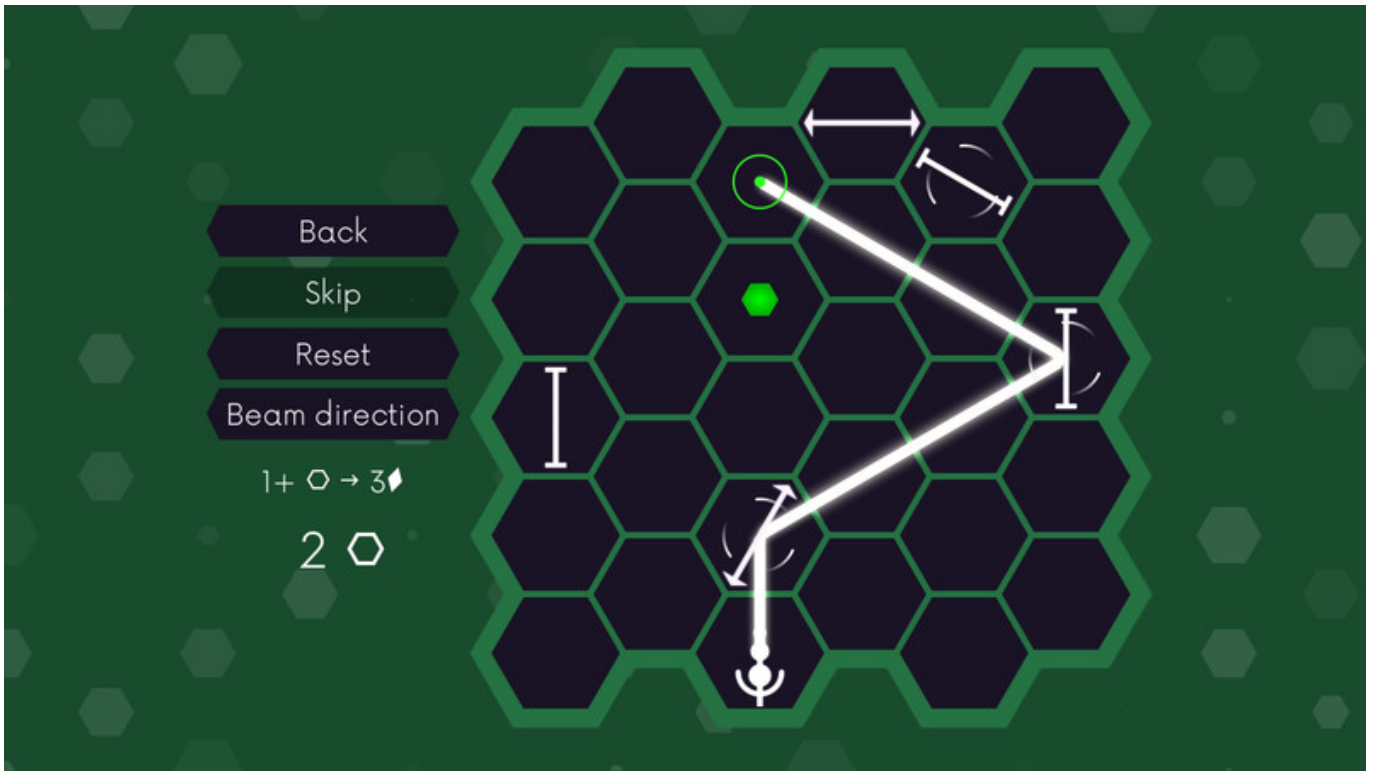 Back
Skip
Reset
Beam direction
1+ ⬡ → 3
2 ⬡